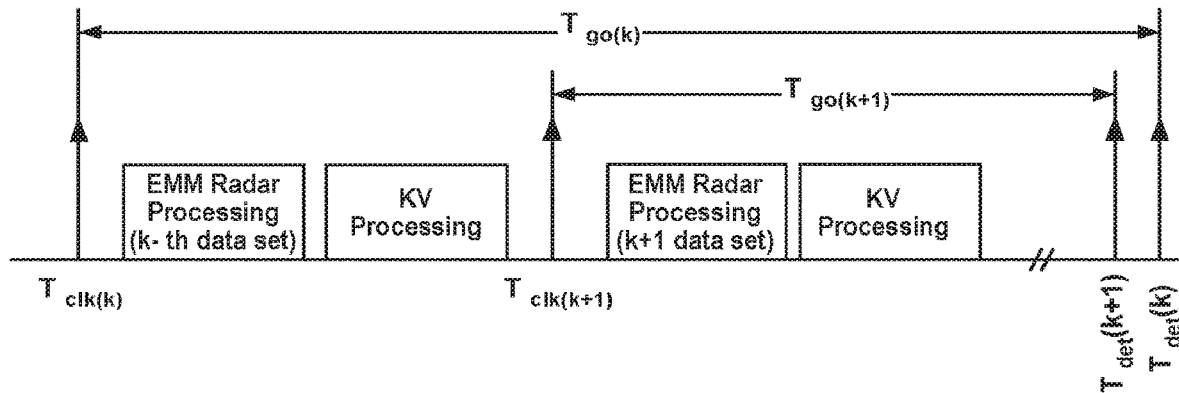 T go(k)
T go(k+1)
EMM Radar
Processing
(k- th data set)
KV
Processing
EMM Radar
Processing
(k+1 data set)
KV
Processing
T clk(k)
T clk(k+1)
T det(k+1)
T det(k)